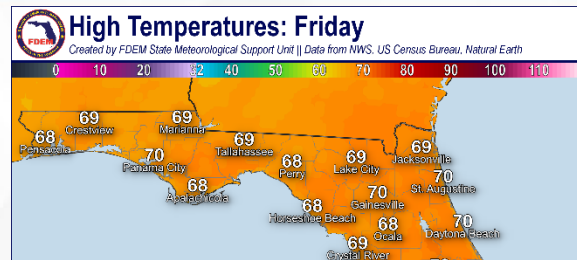 FDEM
High Temperatures: Friday
Created by FDEM State Meteorological Support Unit || Data from NWS. US Census Bureau, Natural Earth
0 10 20 32 40 50 60 70 80 90 100 110
69
Crestview
69
Marianna
68
Pensacola
69
Tallahassee
69
Jacksonville
70
Panama City
68
Perry
69
Lake City
68
Apalachicola
70
Gainesville
70
St. Augustine
68
Horseshoe Beach
68
Ocala
70
Daytona Beach
69
Crystal River